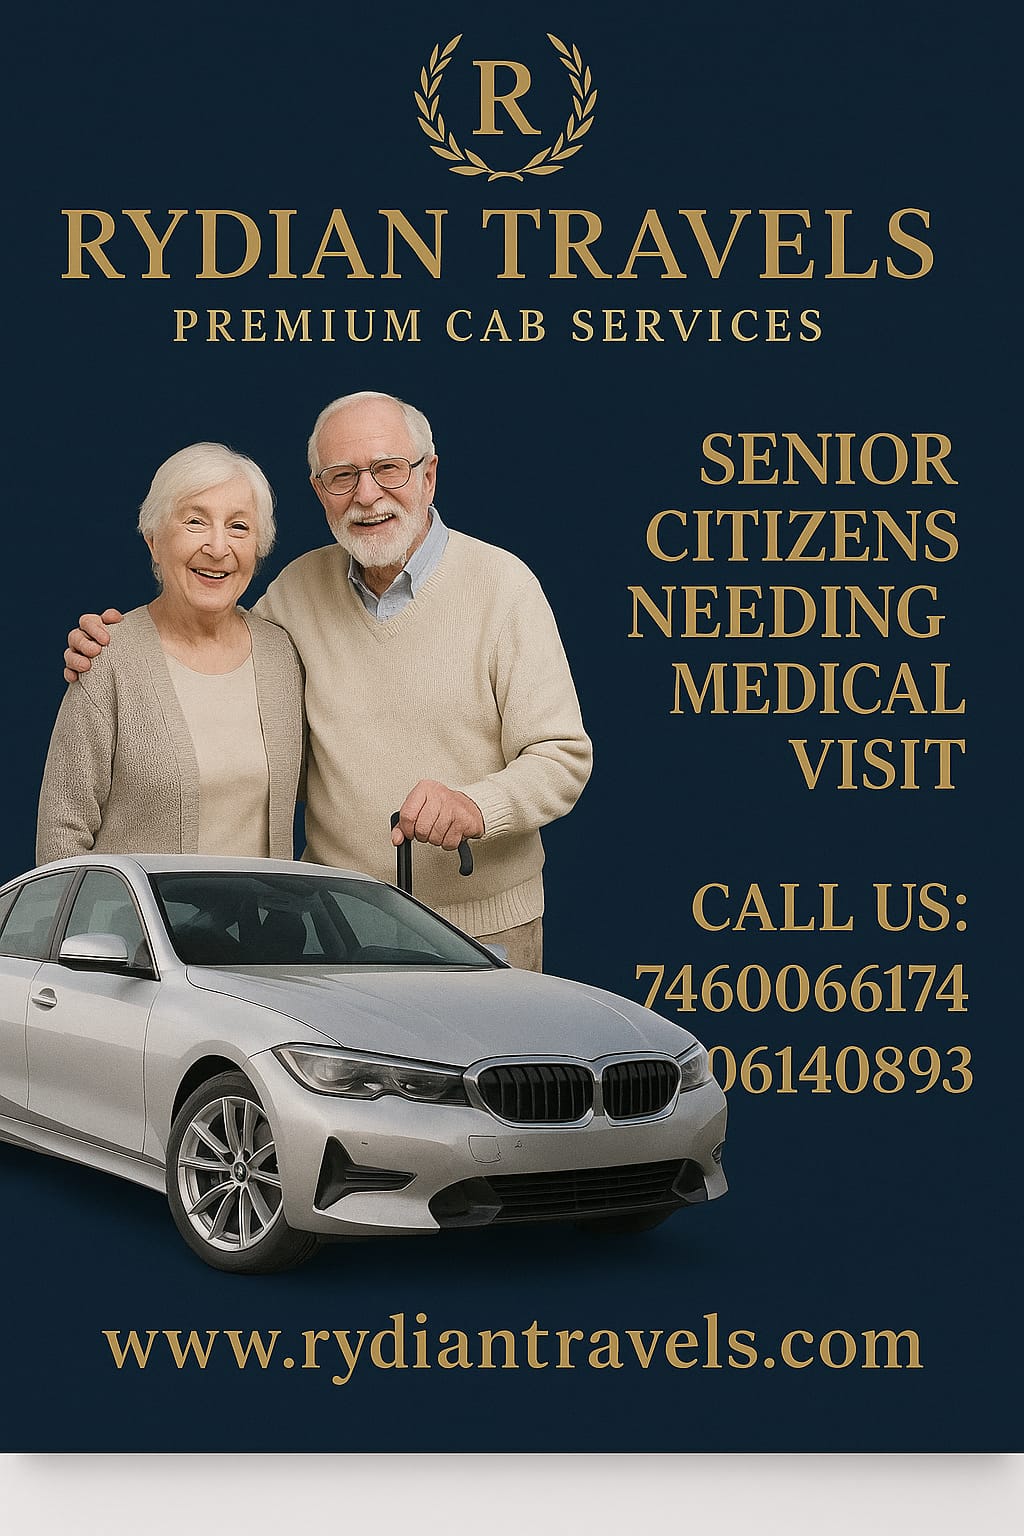 R
RYDIAN TRAVELS
PREMIUM CAB SERVICES
SENIOR
CITIZENS
NEEDING
MEDICAL
VISIT
CALL US:
7460066174
06140893
www.rydiantravels.com